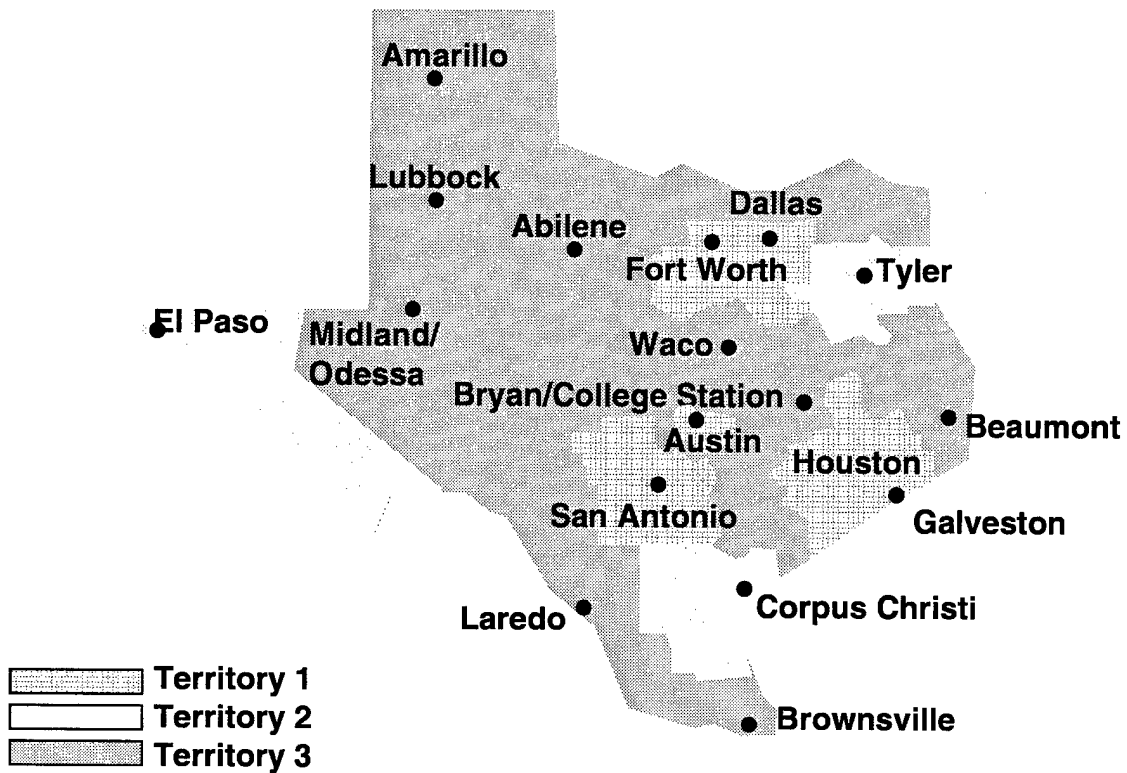 Amarillo
Lubbock
Dallas
Abilene
Fort Worth
Tyler
El Paso
Midland/
Odessa
Waco
Bryan/College Station
Beaumont
Austin
Houston
San Antonio
Galveston
Corpus Christi
Laredo
Territory 1
Territory 2
Brownsville
Territory 3